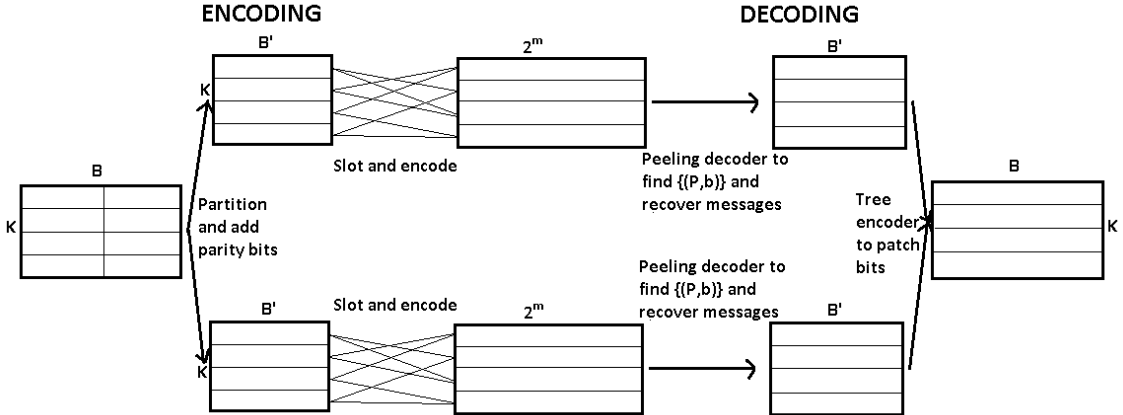 ENCODING
DECODING
B'
2^m
B'
K
Slot and encode
Peeling decoder to
find {(P,b)} and
recover messages
B
K
Partition
and add
parity bits
Tree
encoder
to patch
bits
B
K
Peeling decoder to
find {(P,b)} and
recover messages
B'
Slot and encode
2^m
B'
K